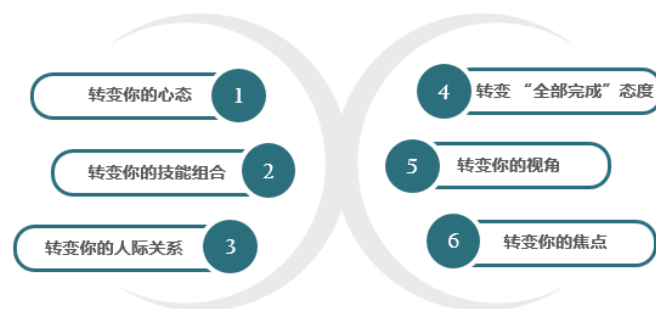 转变你的心态 1
转变你的技能组合 2
转变你的人际关系 3
4 转变 “全部完成”态度
5 转变你的视角
6 转变你的焦点